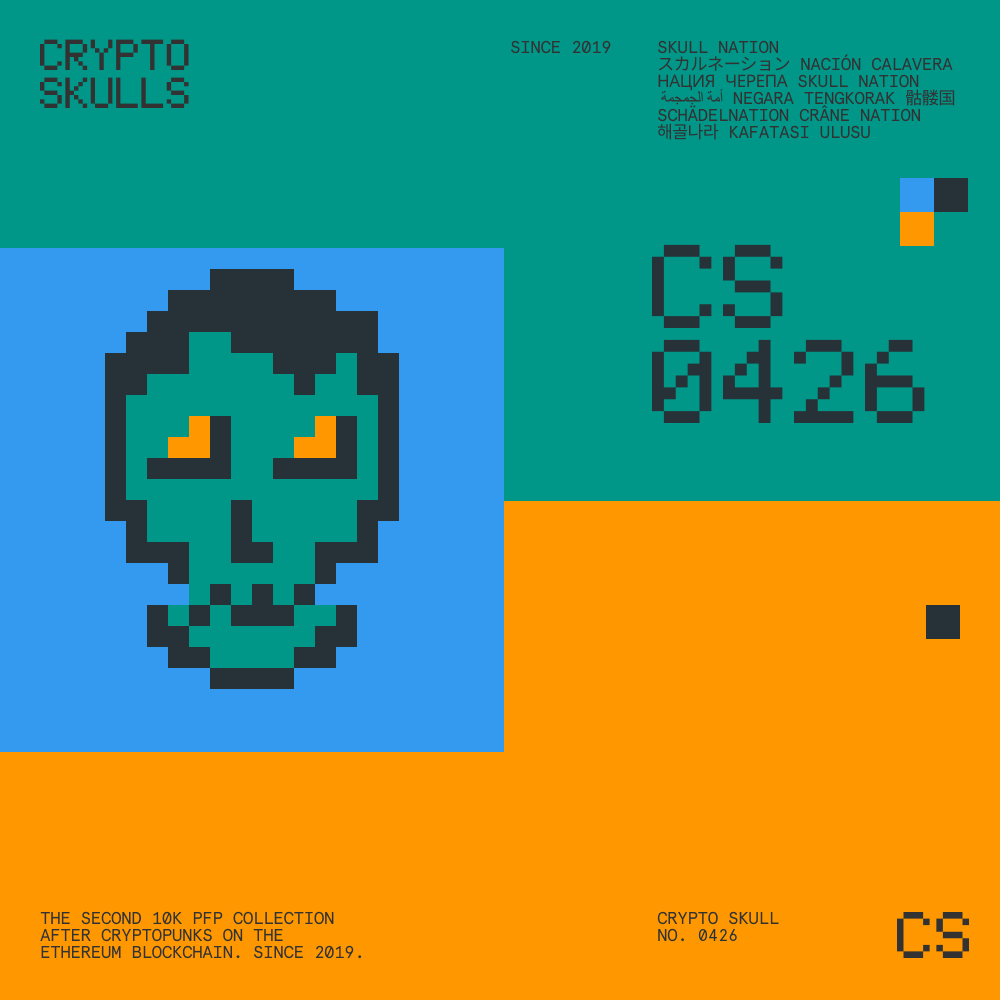 CRYPTO
SKULLS
SINCE 2019
SKULL NATION
スカルネーション NACIÓN CALAVERA
НАЦИЯ ЧЕРЕПА SKULL NATION
أمة الجمجمة NEGARA TENGKORAK 骷髅国
SCHÄDELNATION CRÂNE NATION
해골나라 KAFATASI ULUSU
CS
0426
THE SECOND 10K PFP COLLECTION
AFTER CRYPTOPUNKS ON THE
ETHEREUM BLOCKCHAIN. SINCE 2019.
CRYPTO SKULL
NO. 0426
CS